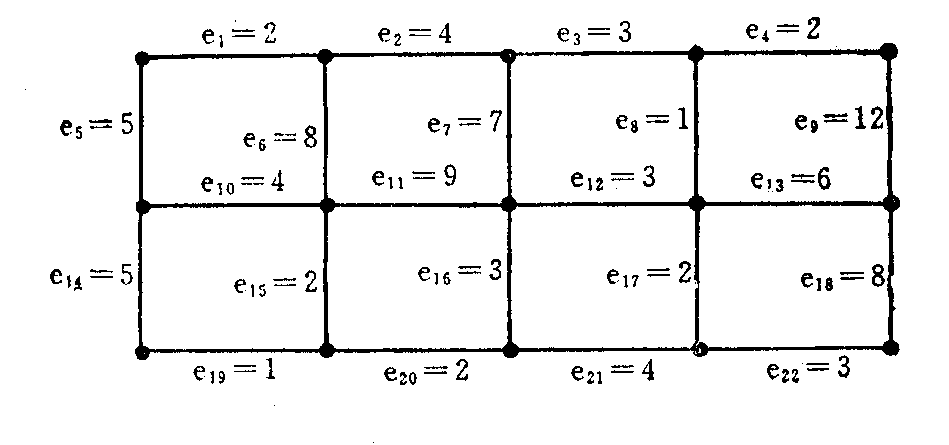 e₁=2 e₂=4 e₃=3 e₄=2
e₅=5 e₆=8 e₇=7 e₈=1 e₉=12
e₁₀=4 e₁₁=9 e₁₂=3 e₁₃=6
e₁₄=5 e₁₅=2 e₁₆=3 e₁₇=2 e₁₈=8
e₁₉=1 e₂₀=2 e₂₁=4 e₂₂=3